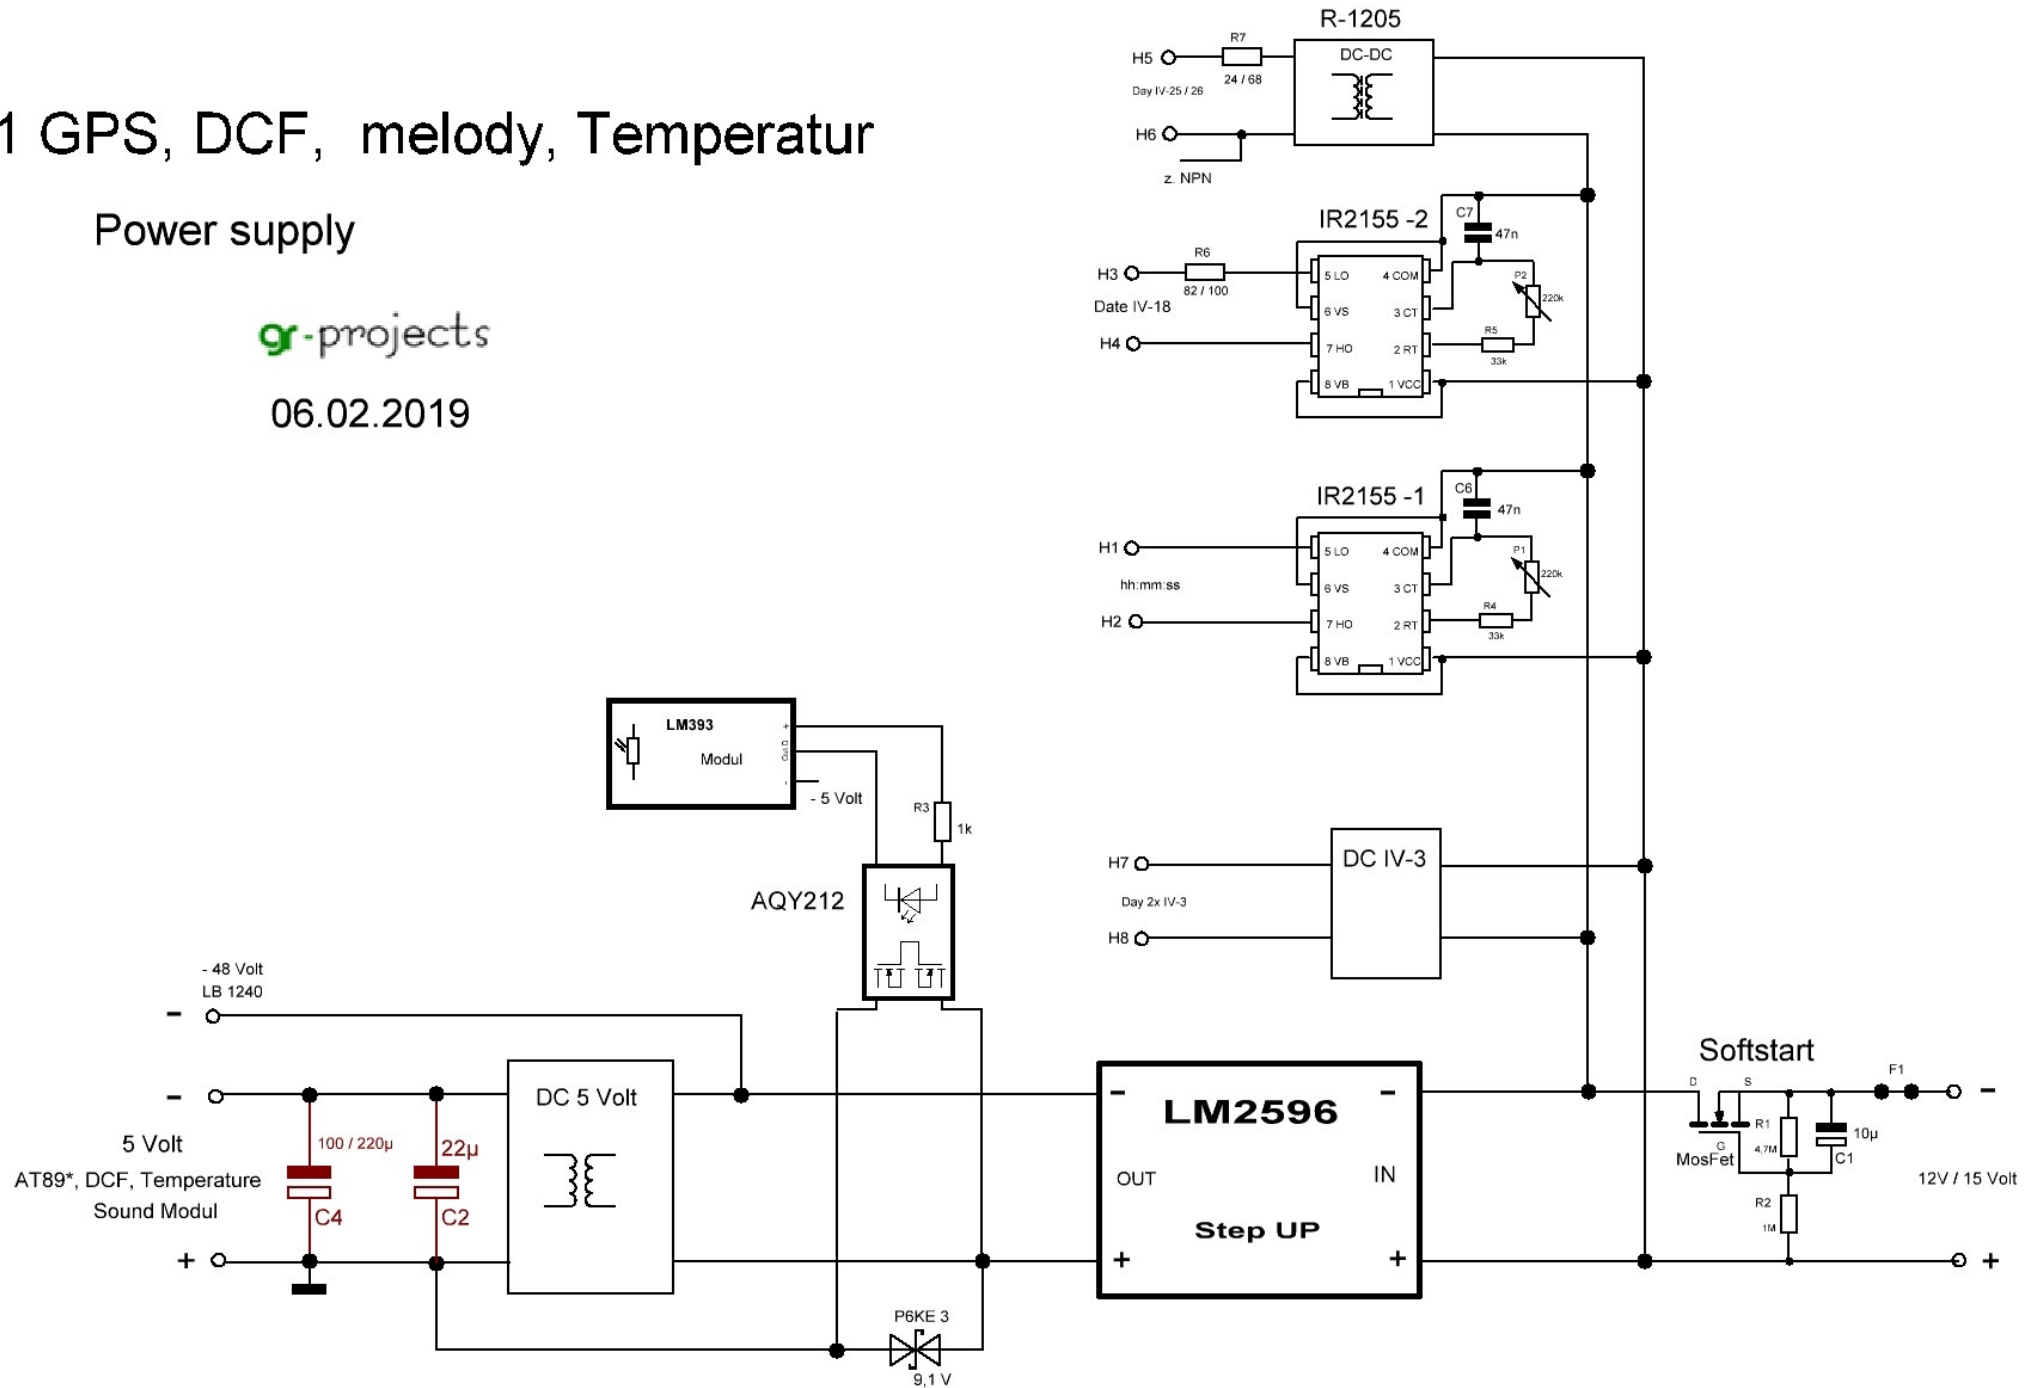 1 GPS, DCF, melody, Temperatur
Power supply
gr-projects
06.02.2019
R-1205
DC-DC
H5
R7
24 / 68
Day IV-25 / 26
H6
z. NPN
IR2155 -2
C7
47n
H3
R6
82 / 100
Date IV-18
H4
5 LO
4 COM
6 VS
3 CT
7 HO
2 RT
8 VB
1 VCC
P2
220k
R5
33k
IR2155 -1
C6
47n
H1
hh:mm:ss
H2
5 LO
4 COM
6 VS
3 CT
7 HO
2 RT
8 VB
1 VCC
P1
220k
R4
33k
LM393
Modul
+
Out D
-
- 5 Volt
R3
1k
AQY212
H7
Day 2x IV-3
H8
DC IV-3
- 48 Volt
LB 1240
-
-
5 Volt
AT89*, DCF, Temperature
Sound Modul
+
100 / 220µ
C4
22µ
C2
DC 5 Volt
P6KE 3
9,1 V
- -
LM2596
OUT IN
Step UP
+ +
Softstart
D S
G
MosFet
R1
4,7M
R2
1M
10µ
C1
F1
-
12V / 15 Volt
+